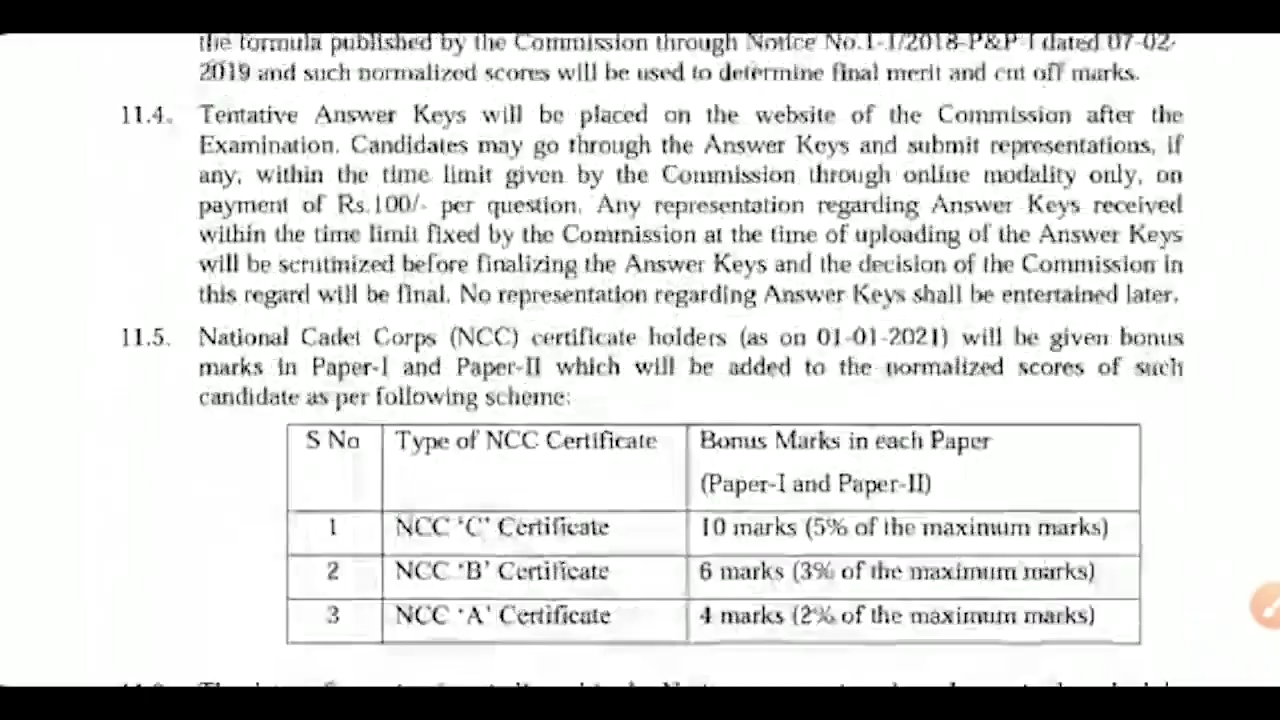 the formula published by the Commission through Notice No.1-1/2018-P&P-I dated 07-02-
2019 and such normalized scores will be used to determine final merit and cut off marks.
11.4. Tentative Answer Keys will be placed on the website of the Commission after the
Examination. Candidates may go through the Answer Keys and submit representations, if
any, within the time limit given by the Commission through online modality only, on
payment of Rs.100/- per question. Any representation regarding Answer Keys received
within the time limit fixed by the Commission at the time of uploading of the Answer Keys
will be scrutinized before finalizing the Answer Keys and the decision of the Commission in
this regard will be final. No representation regarding Answer Keys shall be entertained later.
11.5. National Cadet Corps (NCC) certificate holders (as on 01-01-2021) will be given bonus
marks in Paper-I and Paper-II which will be added to the normalized scores of such
candidate as per following scheme:
S No Type of NCC Certificate Bonus Marks in each Paper
(Paper-I and Paper-II)
1 NCC 'C' Certificate 10 marks (5% of the maximum marks)
2 NCC 'B' Certificate 6 marks (3% of the maximum marks)
3 NCC 'A' Certificate 4 marks (2% of the maximum marks)